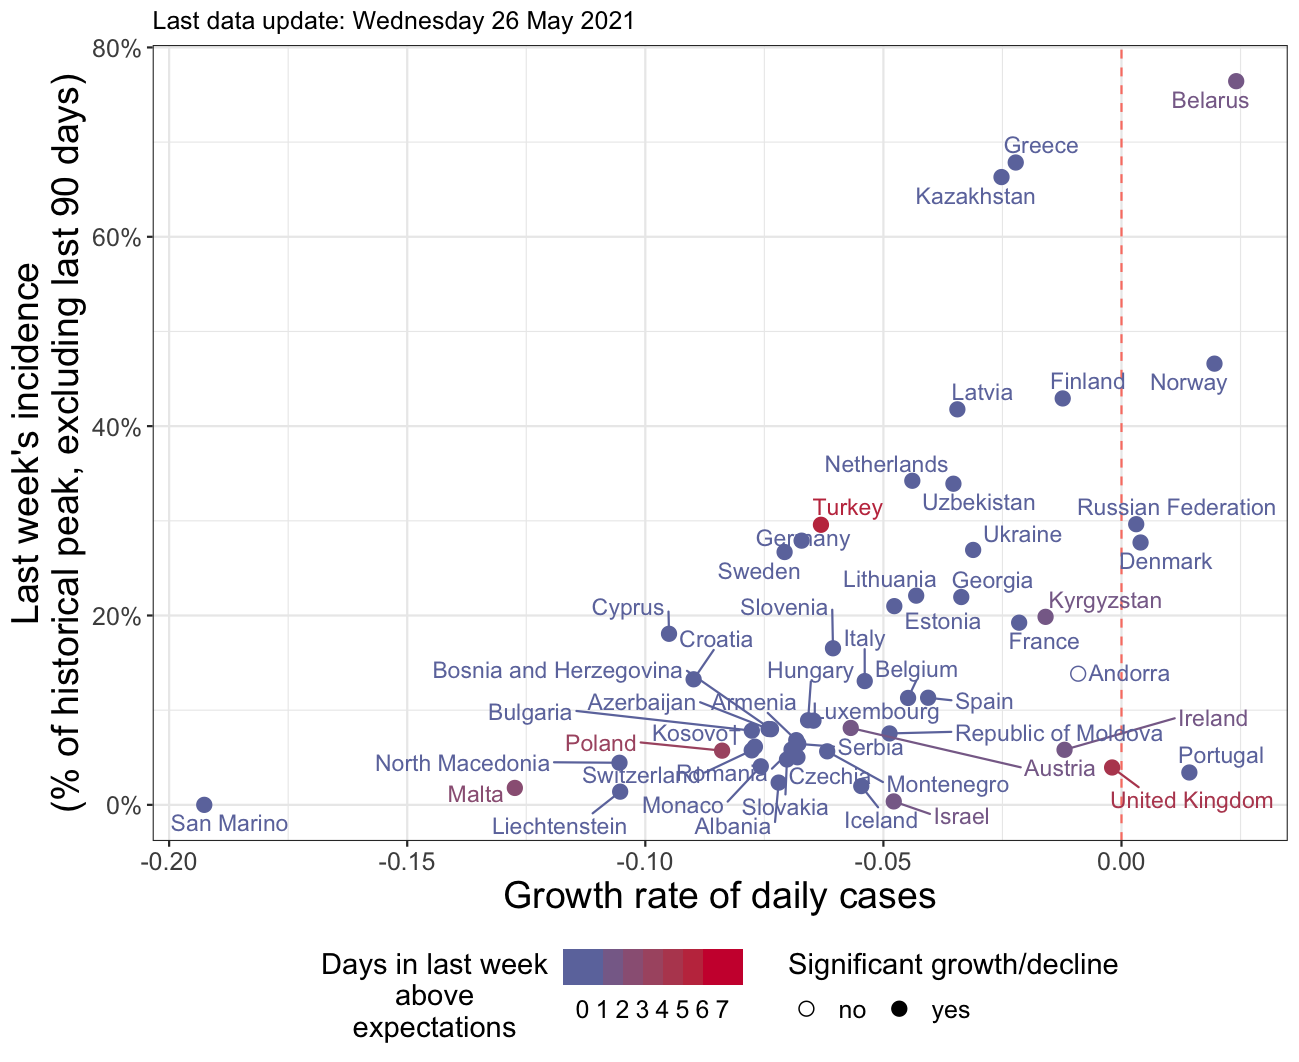 Last data update: Wednesday 26 May 2021
80%
60%
40%
20%
0%
Last week's incidence
(% of historical peak, excluding last 90 days)
Belarus
Greece
Kazakhstan
Norway
Finland
Latvia
Netherlands
Uzbekistan
Turkey
Russian Federation
Germany
Ukraine
Denmark
Sweden
Lithuania
Georgia
Kyrgyzstan
Cyprus
Slovenia
Estonia
Croatia
Italy
France
Bosnia and Herzegovina
Hungary
Belgium
Andorra
Azerbaijan
Armenia
Spain
Bulgaria
Luxembourg
Ireland
Kosovo†
Republic of Moldova
Poland
Serbia
Portugal
North Macedonia
Switzerland
Romania
Czechia
Austria
Montenegro
Malta
Monaco
Slovakia
United Kingdom
San Marino
Liechtenstein
Albania
Iceland
Israel
-0.20
-0.15
-0.10
-0.05
0.00
Growth rate of daily cases
Days in last week
above
expectations
0 1 2 3 4 5 6 7
Significant growth/decline
no
yes